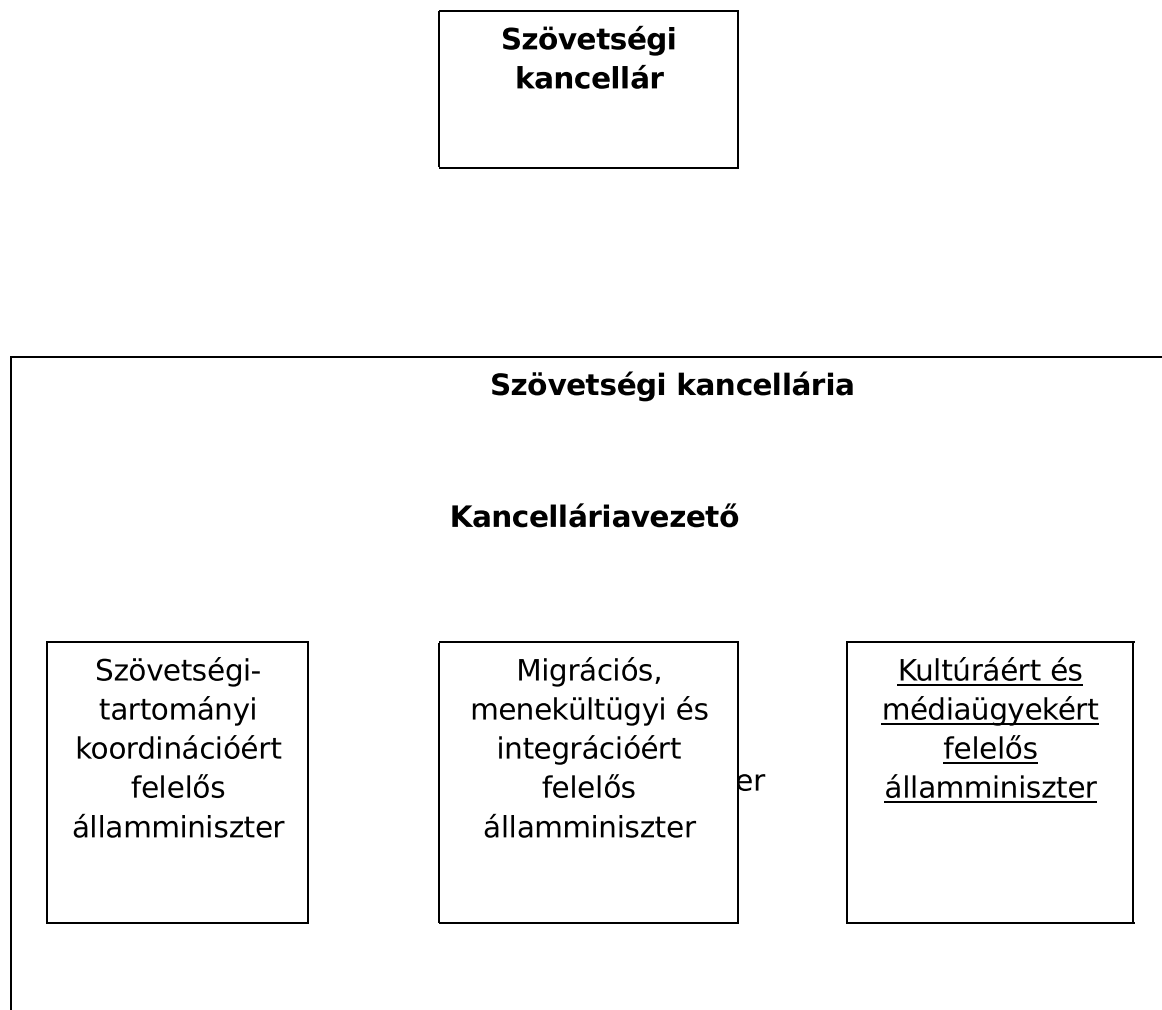 Szövetségi
kancellár
Szövetségi kancellária
Kancelláriavezető
Szövetségi-
tartományi
koordinációért
felelős
államminiszter
Migrációs,
menekültügyi és
integrációért
felelős
államminiszter
er
Kultúráért és
médiaügyekért
felelős
államminiszter